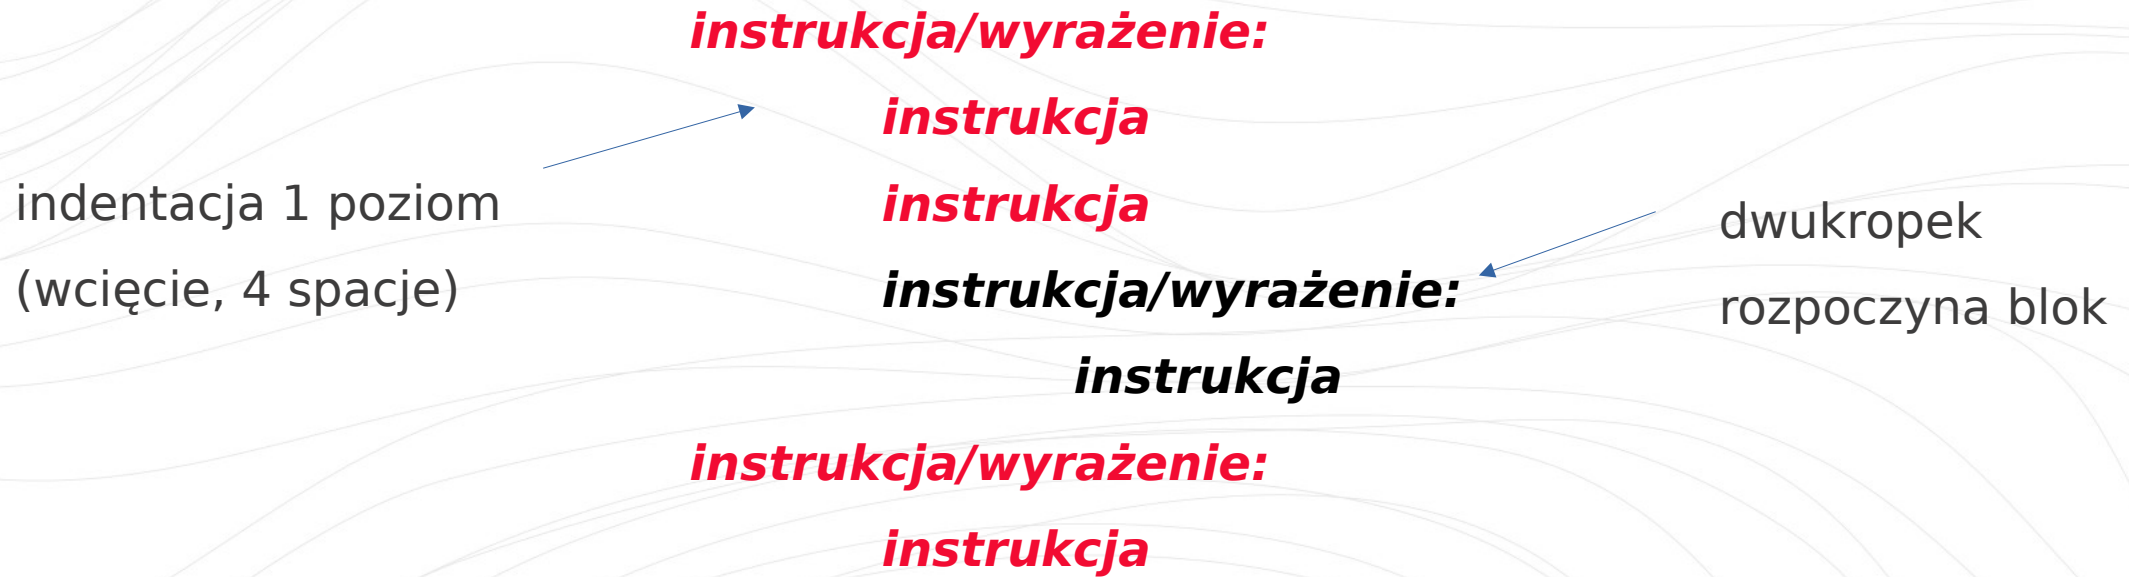 instrukcja/wyrażenie:
instrukcja
instrukcja
instrukcja/wyrażenie:
instrukcja
instrukcja/wyrażenie:
instrukcja
indentacja 1 poziom
(wcięcie, 4 spacje)
dwukropek
rozpoczyna blok